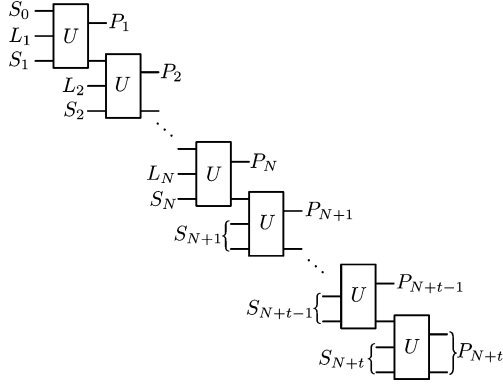 S_0 P_1
L_1 U
S_1
L_2 U P_2
S_2
⋱
L_N U P_N
S_N
S_{N+1} U P_{N+1}
⋱
S_{N+t-1} U P_{N+t-1}
S_{N+t} U P_{N+t}